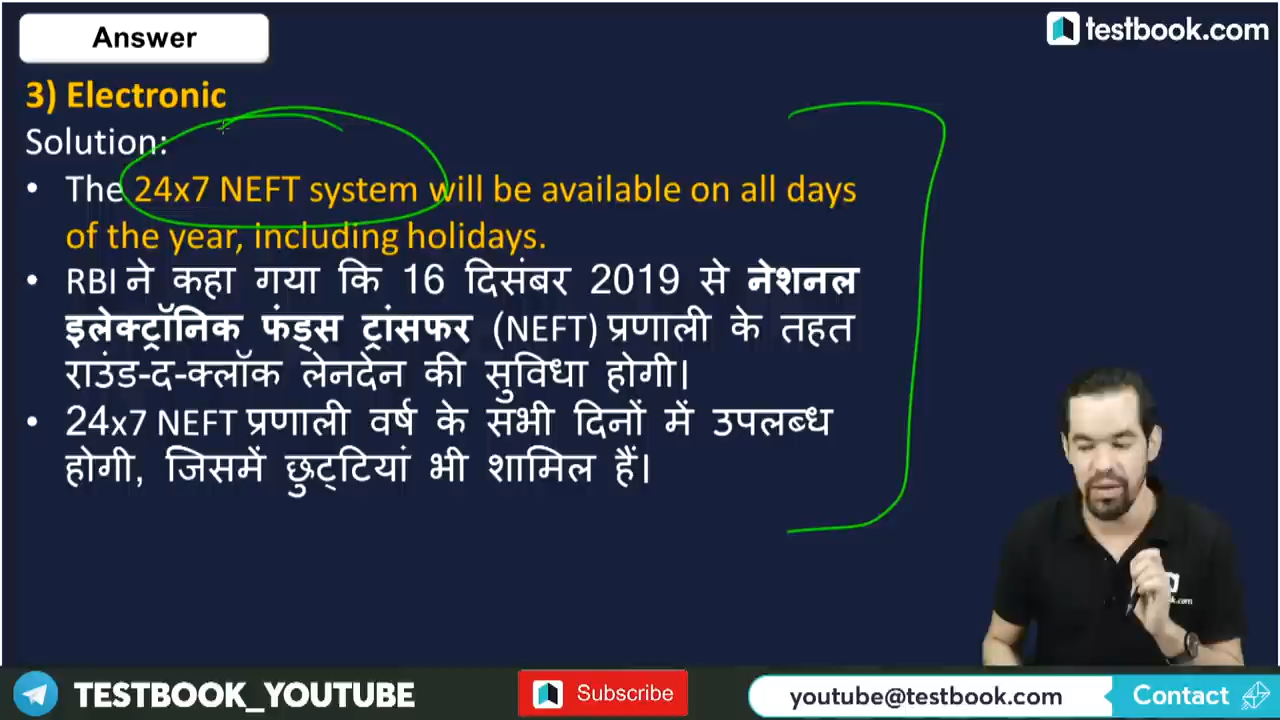 Answer
testbook.com
3) Electronic
Solution:
• The 24x7 NEFT system will be available on all days
of the year, including holidays.
• RBI ने कहा गया कि 16 दिसंबर 2019 से नेशनल
इलेक्ट्रॉनिक फंड्स ट्रांसफर (NEFT) प्रणाली के तहत
राउंड-द-क्लॉक लेनदेन की सुविधा होगी।
• 24x7 NEFT प्रणाली वर्ष के सभी दिनों में उपलब्ध
होगी, जिसमें छुट्टियां भी शामिल हैं।
TESTBOOK_YOUTUBE
Subscribe
youtube@testbook.com
Contact